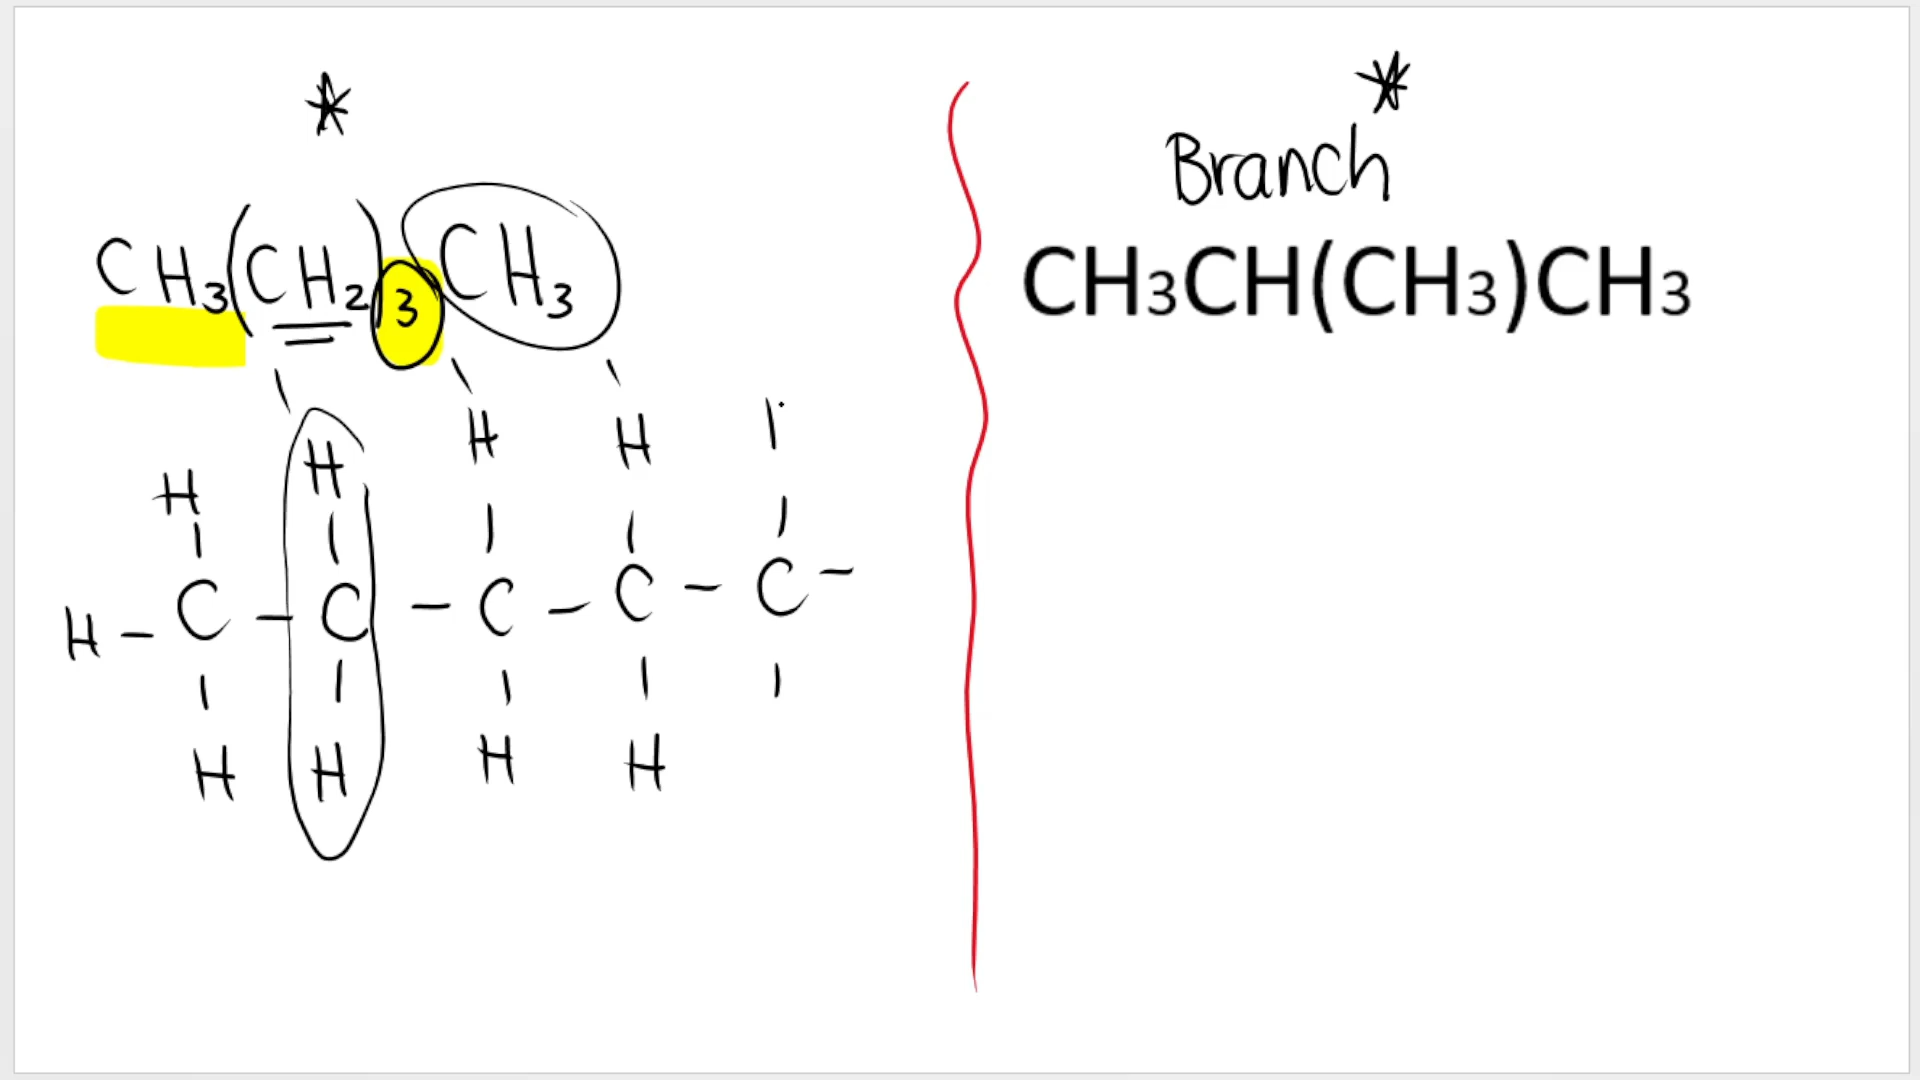 *
CH₃(CH₂)₃CH₃
H H H H
H - C - C - C - C - C -
H H H H
*
Branch
CH₃CH(CH₃)CH₃